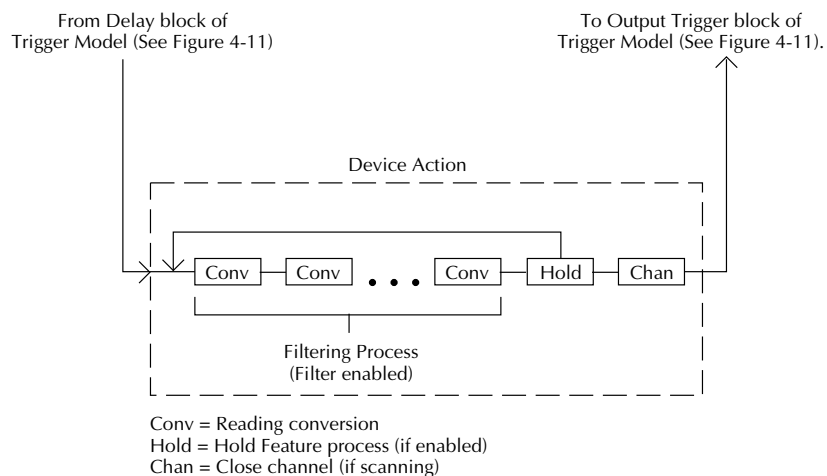 From Delay block of
Trigger Model (See Figure 4-11)
To Output Trigger block of
Trigger Model (See Figure 4-11).
Device Action
Conv
Conv
Conv
Hold
Chan
Filtering Process
(Filter enabled)
Conv = Reading conversion
Hold = Hold Feature process (if enabled)
Chan = Close channel (if scanning)